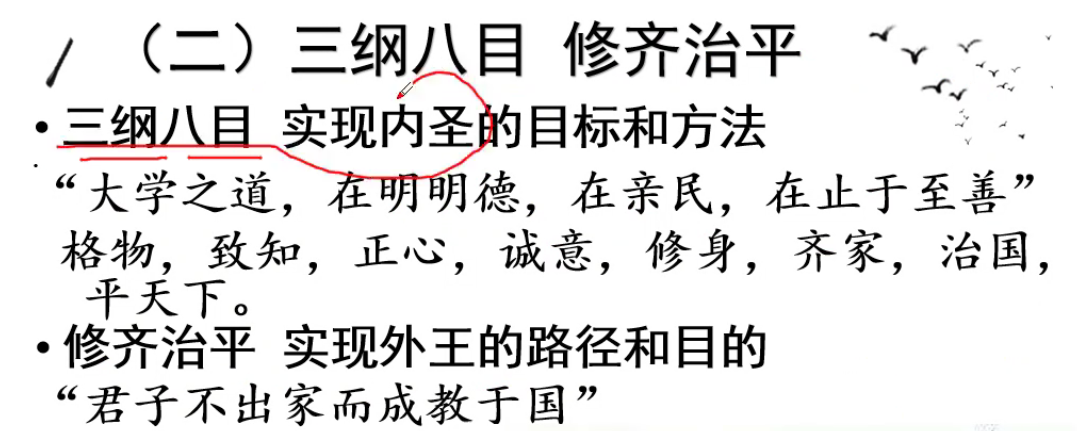 （二）三纲八目 修齐治平
•三纲八目 实现内圣的目标和方法
“大学之道，在明明德，在亲民，在止于至善”
格物，致知，正心，诚意，修身，齐家，治国，
平天下。
•修齐治平 实现外王的路径和目的
“君子不出家而成教于国”